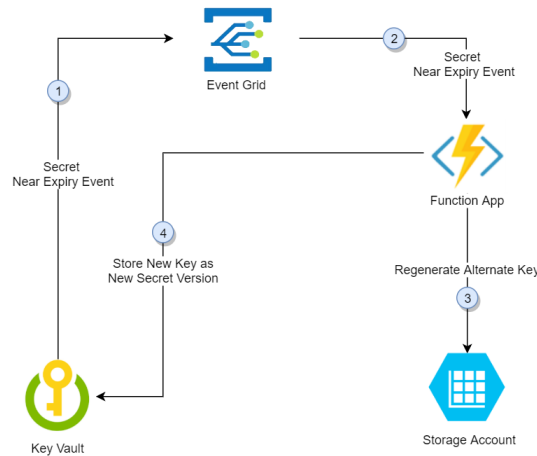 Event Grid
1
2
Secret
Near Expiry Event
Secret
Near Expiry Event
Function App
4
Store New Key as
New Secret Version
Regenerate Alternate Key
3
Key Vault
Storage Account